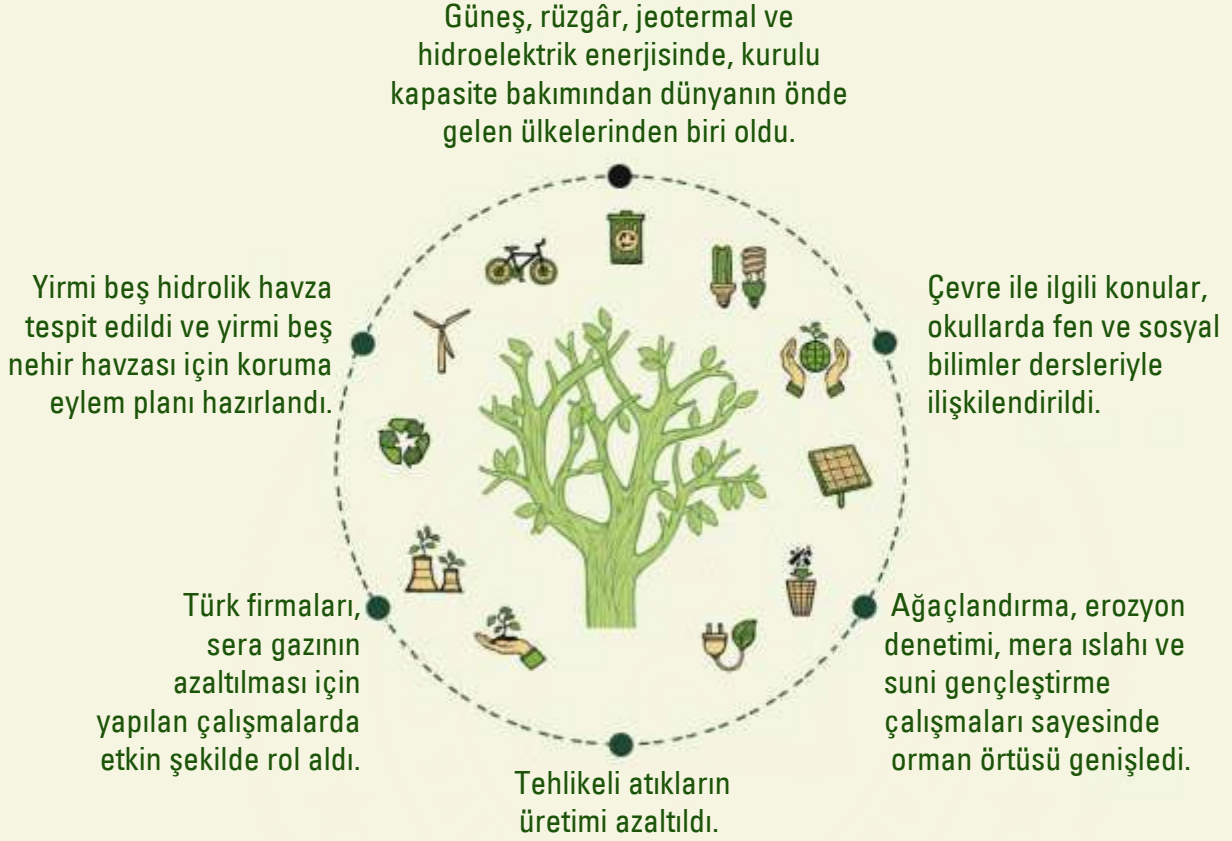 Güneş, rüzgâr, jeotermal ve
hidroelektrik enerjisinde, kurulu
kapasite bakımından dünyanın önde
gelen ülkelerinden biri oldu.
Yirmi beş hidrolik havza
tespit edildi ve yirmi beş
nehir havzası için koruma
eylem planı hazırlandı.
Çevre ile ilgili konular,
okullarda fen ve sosyal
bilimler dersleriyle
ilişkilendirildi.
Türk firmaları,
sera gazının
azaltılması için
yapılan çalışmalarda
etkin şekilde rol aldı.
Ağaçlandırma, erozyon
denetimi, mera ıslahı ve
suni gençleştirme
çalışmaları sayesinde
orman örtüsü genişledi.
Tehlikeli atıkların
üretimi azaltıldı.